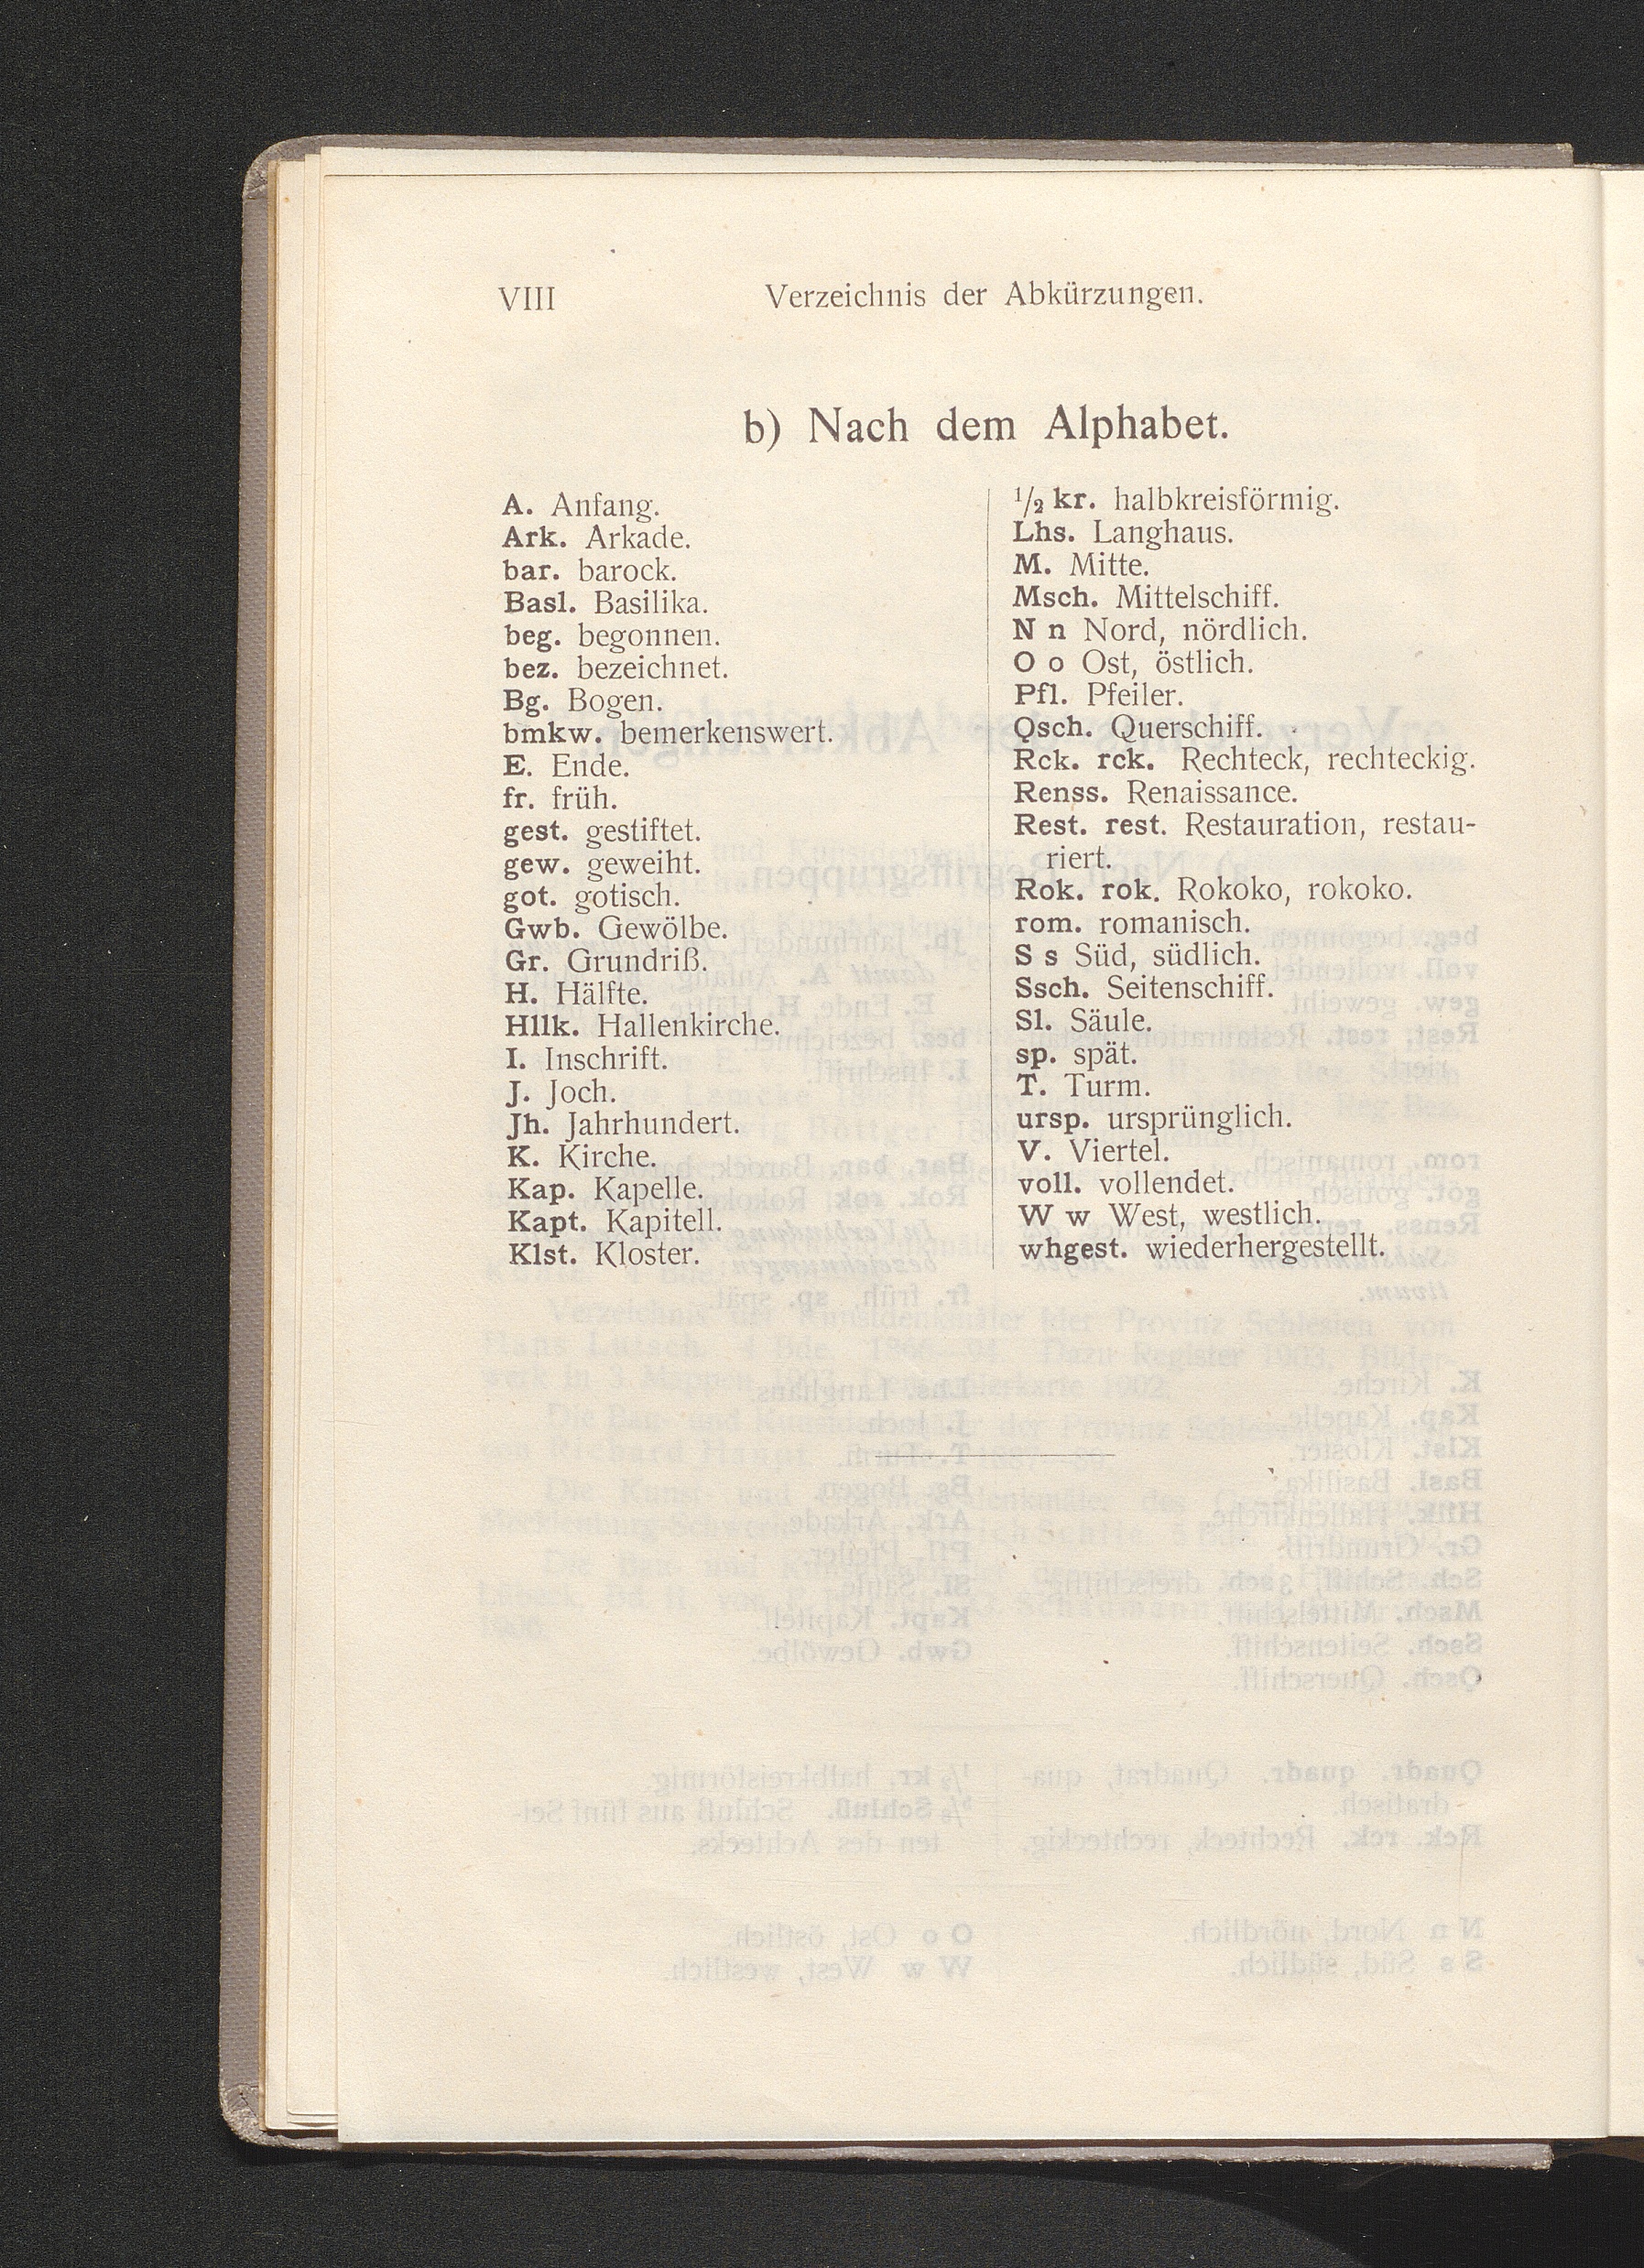 VIII Verzeichnis der Abkürzungen.
b) Nach dem Alphabet.
A. Anfang.
Ark. Arkade.
bar. barock.
Basl. Basilika.
beg. begonnen.
bez. bezeichnet.
Bg. Bogen.
bmkw. bemerkenswert.
E. Ende.
fr. früh.
gest. gestiftet.
gew. geweiht.
got. gotisch.
Gwb. Gewölbe.
Gr. Grundriß.
H. Hälfte.
Hllk. Hallenkirche.
I. Inschrift.
J. Joch.
Jh. Jahrhundert.
K. Kirche.
Kap. Kapelle.
Kapt. Kapitell.
Klst. Kloster.
1/2 kr. halbkreisförmig.
Lhs. Langhaus.
M. Mitte.
Msch. Mittelschiff.
N n Nord, nördlich.
O o Ost, östlich.
Pfl. Pfeiler.
Qsch. Querschiff.
Rck. rck. Rechteck, rechteckig.
Renss. Renaissance.
Rest. rest. Restauration, restau-
riert.
Rok. rok. Rokoko, rokoko.
rom. romanisch.
S s Süd, südlich.
Ssch. Seitenschiff.
Sl. Säule.
sp. spät.
T. Turm.
ursp. ursprünglich.
V. Viertel.
voll. vollendet.
W w West, westlich.
whgest. wiederhergestellt.